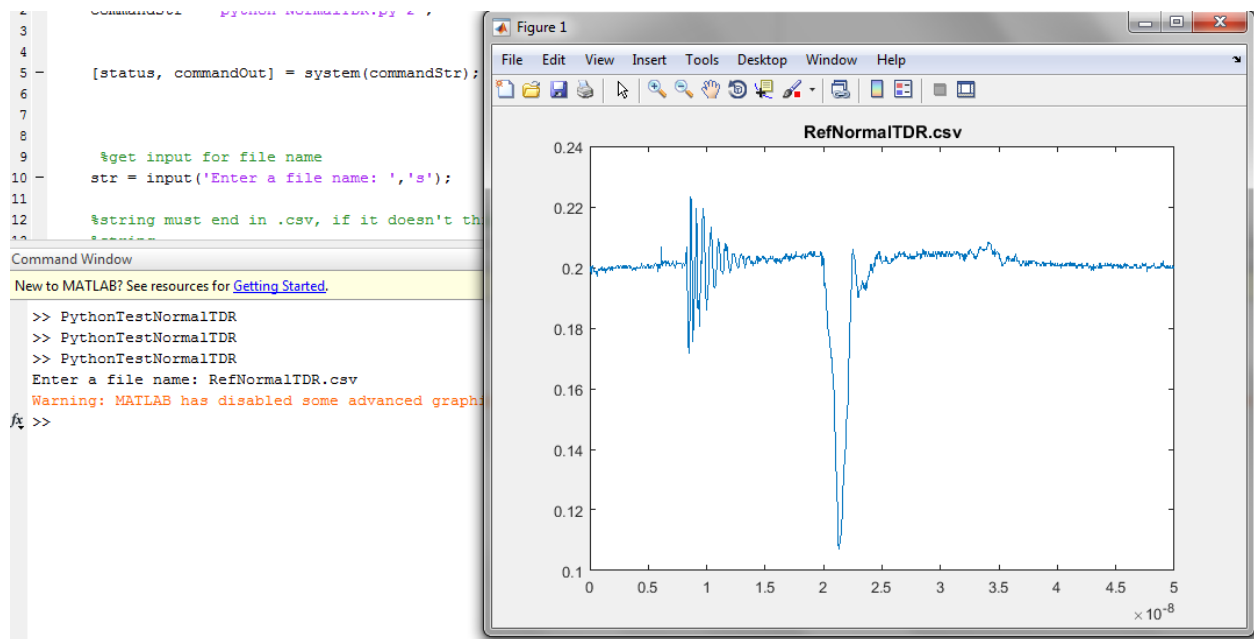 2 commandStr = 'python NormalTDR.py 2';
3
4
5 - [status, commandOut] = system(commandStr);
6
7
8
9 %get input for file name
10 - str = input('Enter a file name: ','s');
11
12 %string must end in .csv, if it doesn't th
Command Window
New to MATLAB? See resources for Getting Started.
>> PythonTestNormalTDR
>> PythonTestNormalTDR
>> PythonTestNormalTDR
Enter a file name: RefNormalTDR.csv
Warning: MATLAB has disabled some advanced graphi
fx >>
Figure 1
File Edit View Insert Tools Desktop Window Help
RefNormalTDR.csv
0.24
0.22
0.2
0.18
0.16
0.14
0.12
0.1
0 0.5 1 1.5 2 2.5 3 3.5 4 4.5 5
×10^-8